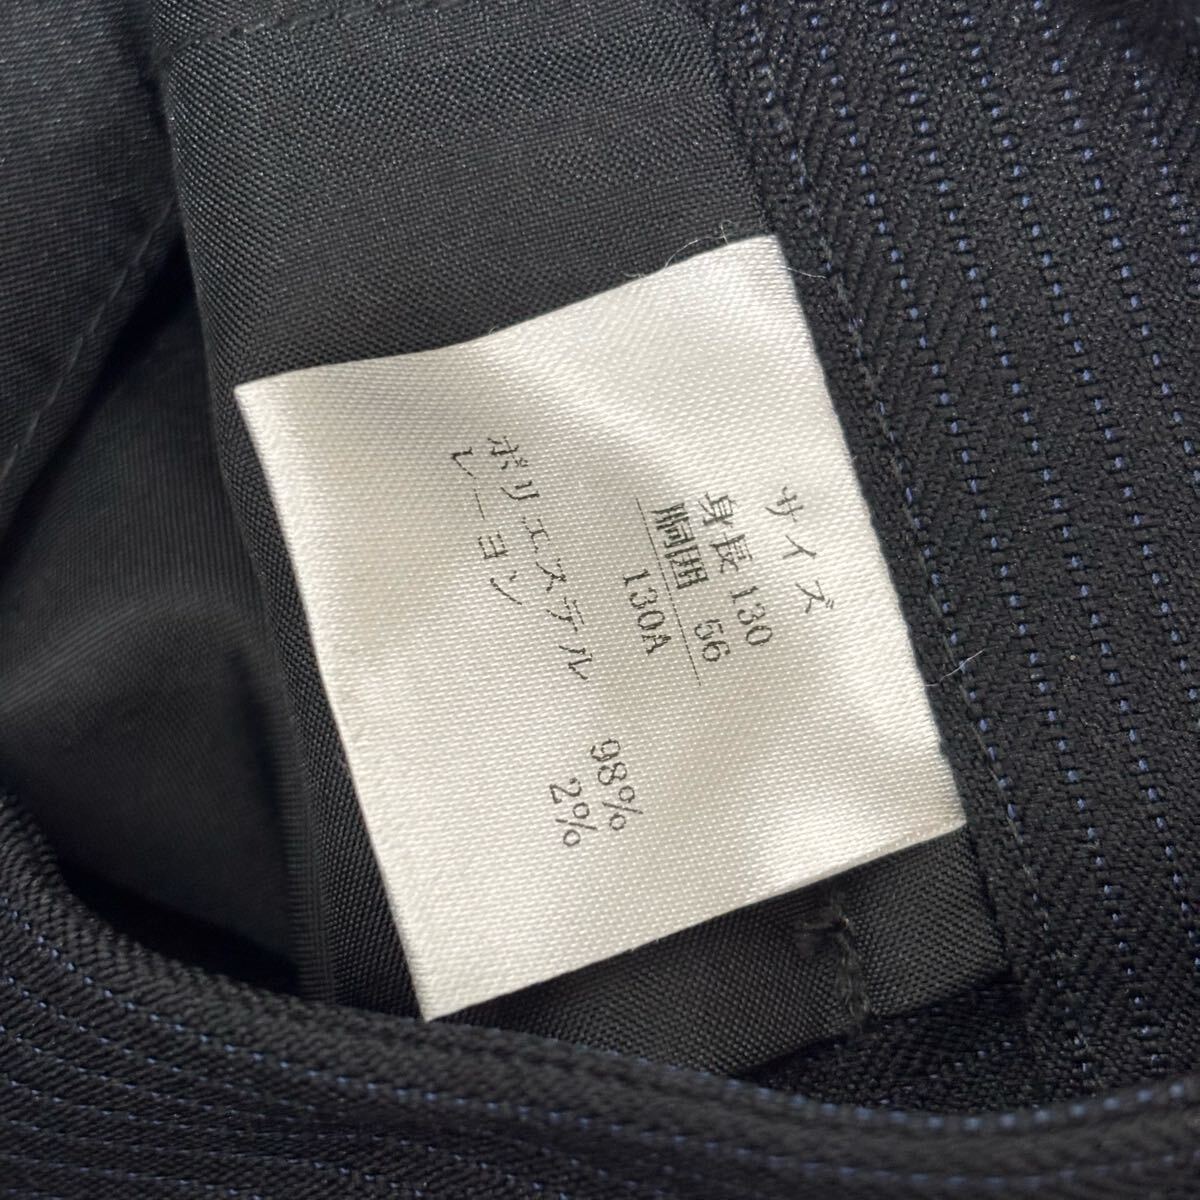 サイズ
身長 130
胴囲 56
130A
ポリエステル 98%
レーヨン 2%